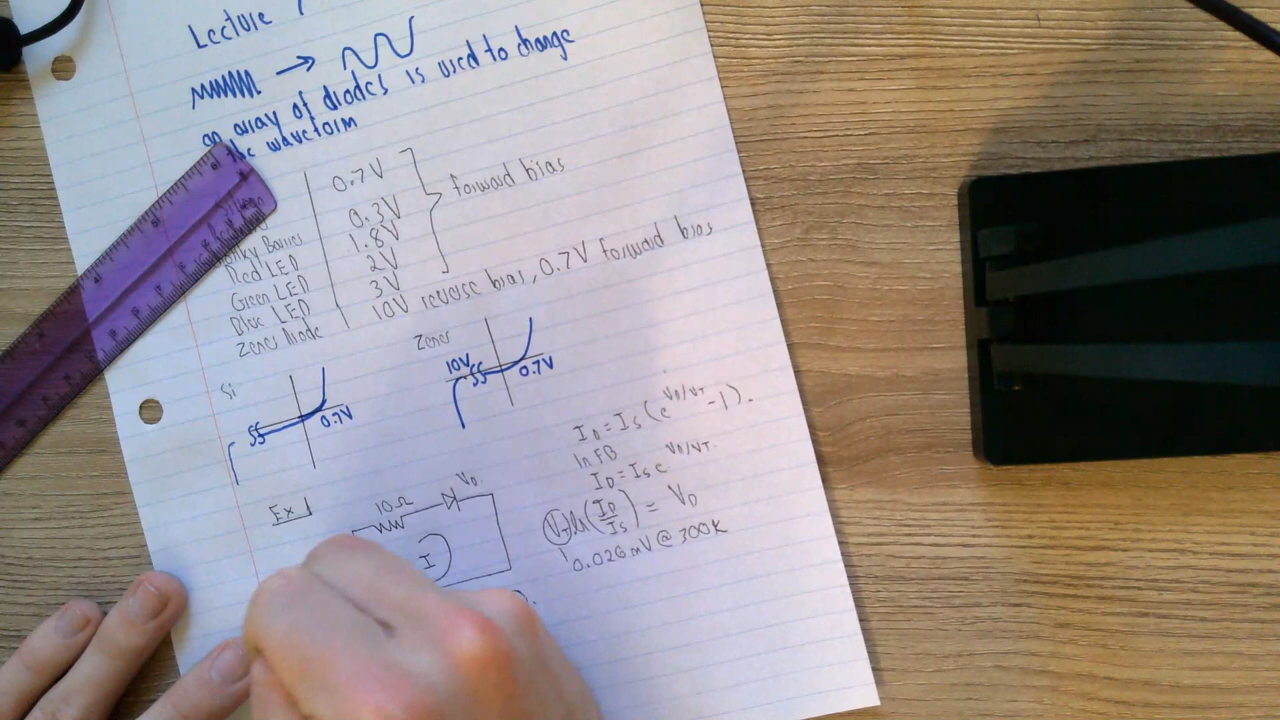 Lecture
an array of diodes is used to change
the waveform
0.7V
0.3V
Barrier 1.8V
Red LED 2V
Green LED 3V
Blue LED 10V reverse bias, 0.7V forward bias
Zener Diode
forward bias
Si
0.7V
Zener
10V
0.7V
Ex 1
10Ω
VD
I
ID = IS (e^VD/VT -1).
In FB
ID = IS e^VD/VT.
VT ln(ID/IS) = VD
0.026mV @ 300K